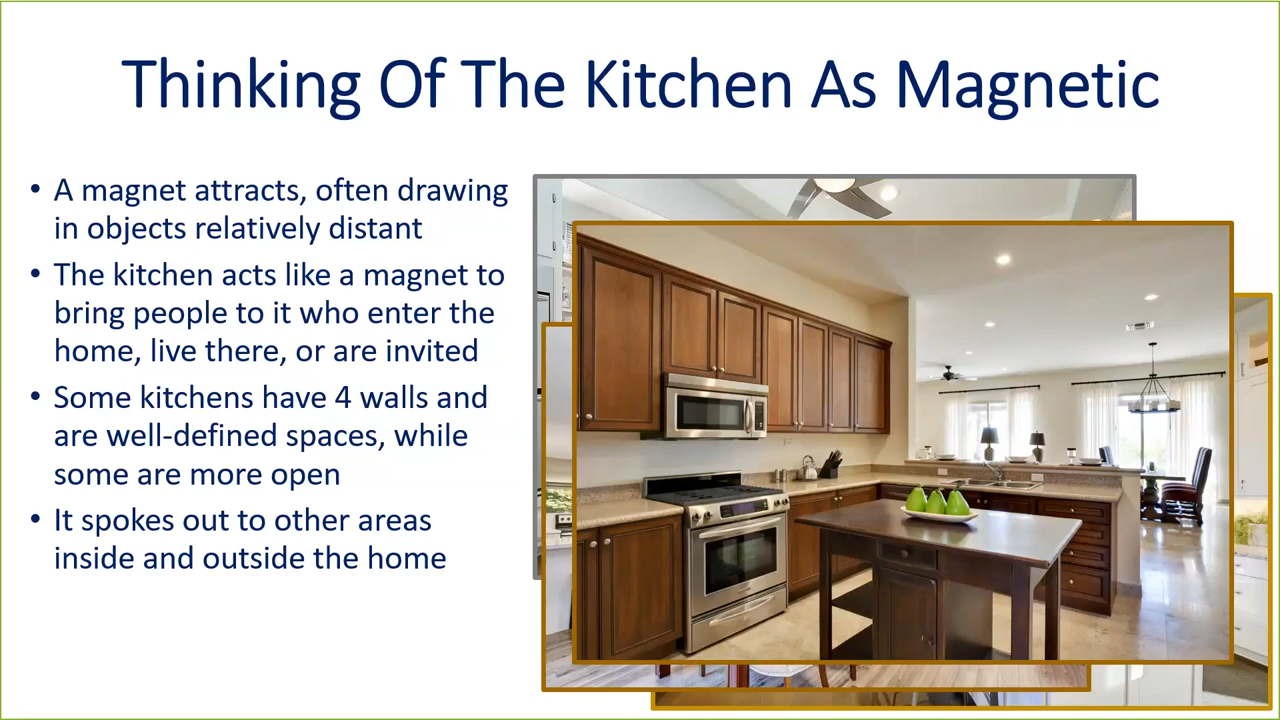 Thinking Of The Kitchen As Magnetic
• A magnet attracts, often drawing
in objects relatively distant
• The kitchen acts like a magnet to
bring people to it who enter the
home, live there, or are invited
• Some kitchens have 4 walls and
are well-defined spaces, while
some are more open
• It spokes out to other areas
inside and outside the home